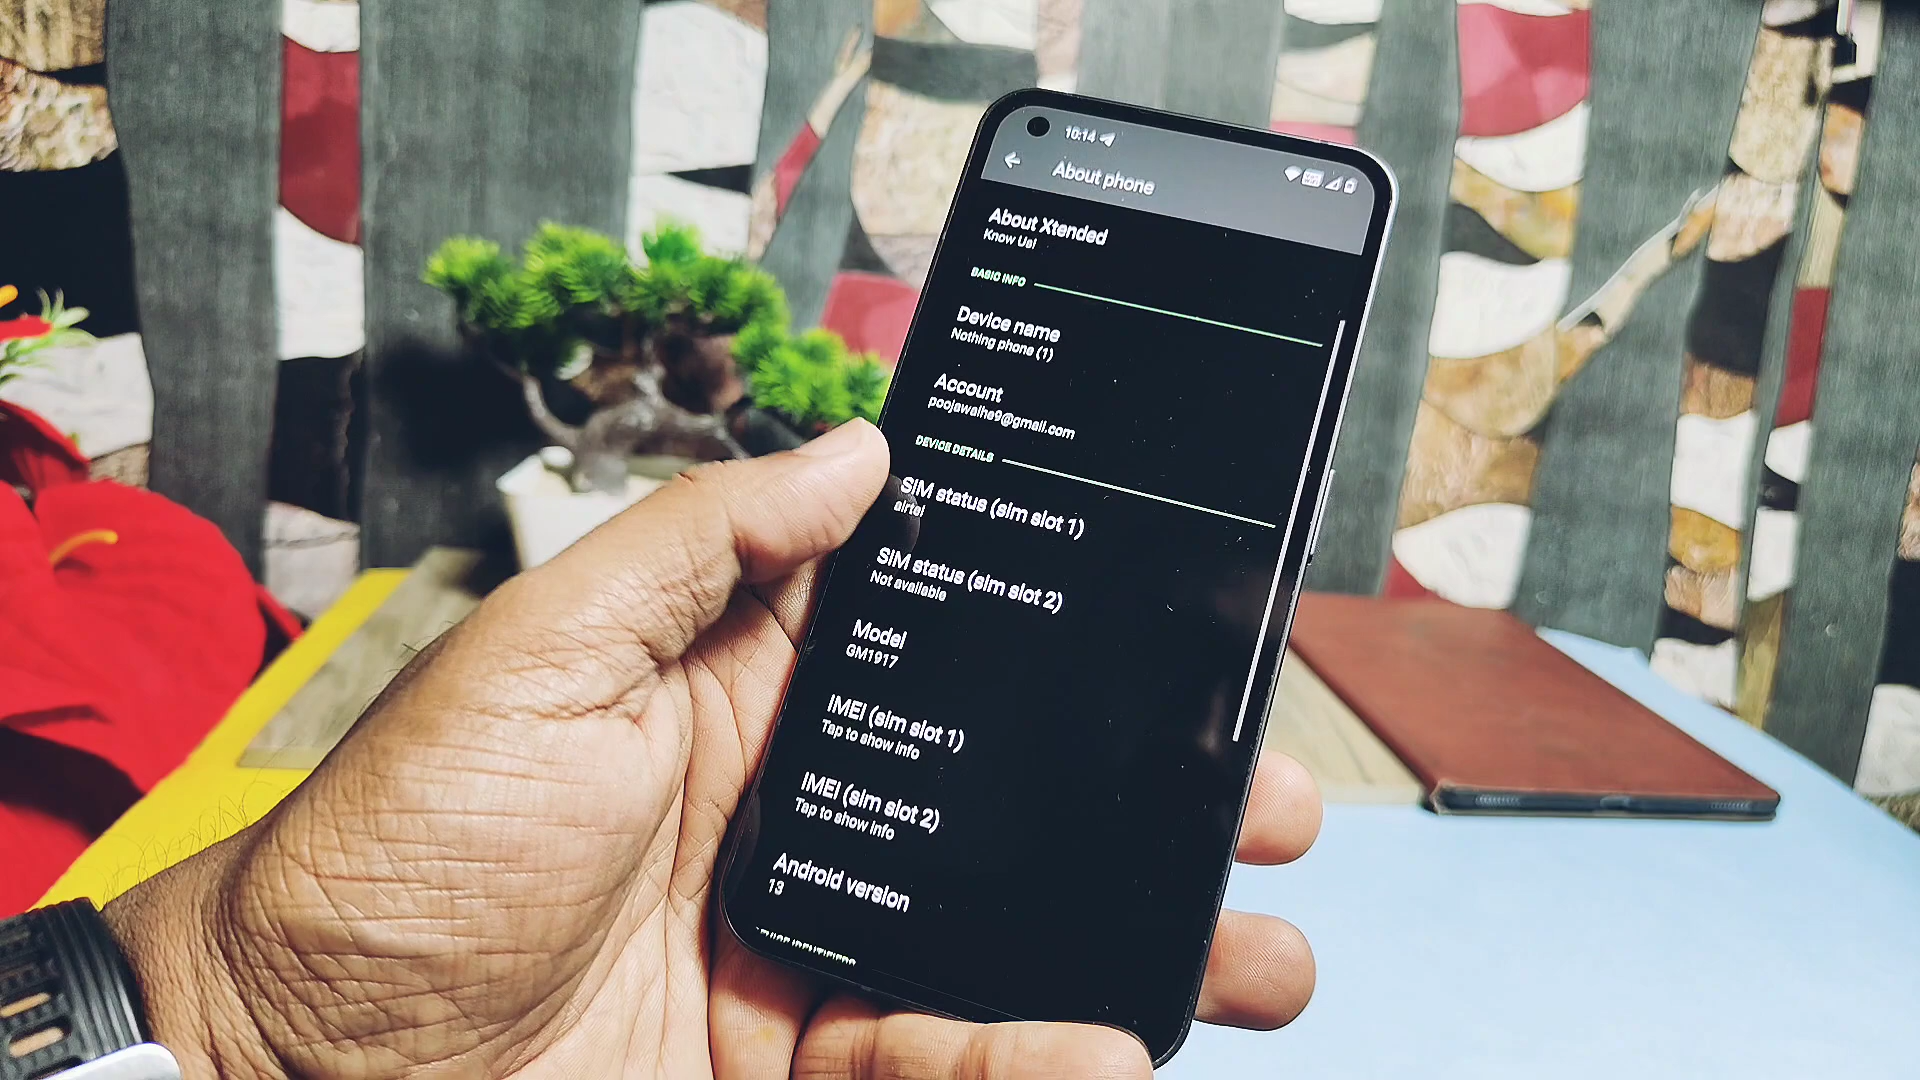 10:14
About phone
About Xtended
Know Us!
BASIC INFO
Device name
Nothing phone (1)
Account
poojawalhe9@gmail.com
DEVICE DETAILS
SIM status (sim slot 1)
airtel
SIM status (sim slot 2)
Not available
Model
GM1917
IMEI (sim slot 1)
Tap to show info
IMEI (sim slot 2)
Tap to show info
Android version
13